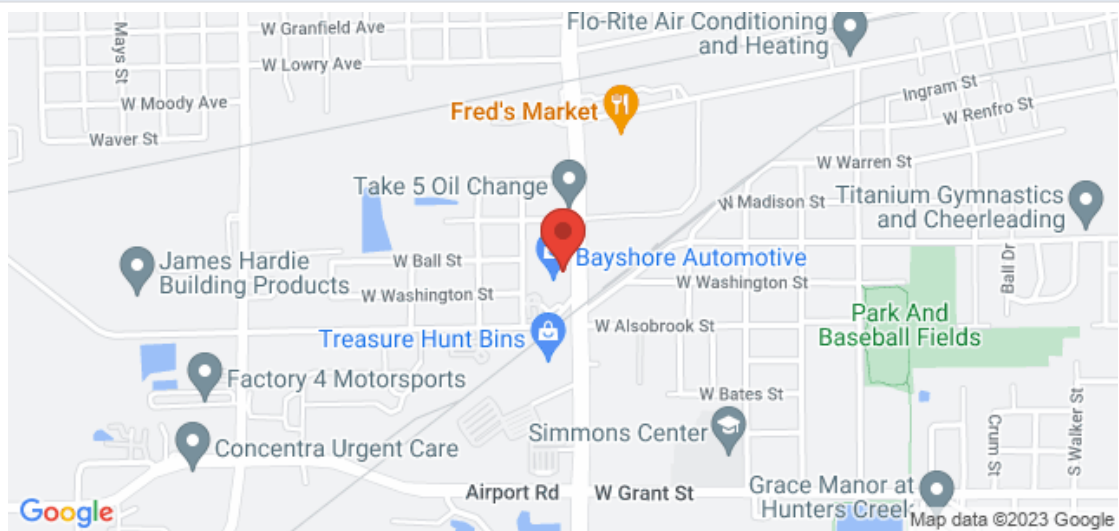 W Granfield Ave
Flo-Rite Air Conditioning
and Heating
Mays St
W Lowry Ave
W Moody Ave
Fred's Market
Ingram St
W Renfro St
Waver St
W Warren St
Take 5 Oil Change
W Madison St
Titanium Gymnastics
and Cheerleading
James Hardie
Building Products
W Ball St
Bayshore Automotive
W Washington St
W Washington St
Ball Dr
Park And
Baseball Fields
Treasure Hunt Bins
W Alsobrook St
Factory 4 Motorsports
W Bates St
Simmons Center
Crum St
S Walker St
Concentra Urgent Care
Airport Rd
W Grant St
Grace Manor at
Hunters Creek
Google
Map data ©2023 Google